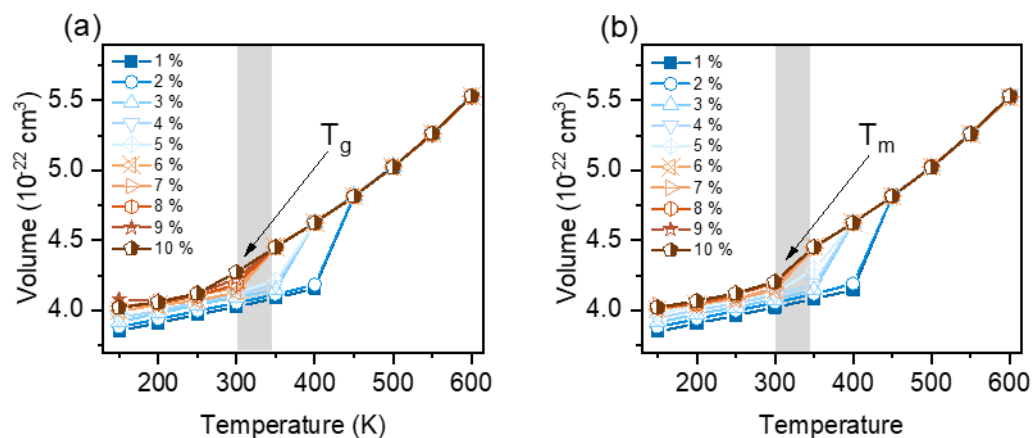 (a)
Volume (10⁻²² cm³)
5.5
5.0
4.5
4.0
1 %
2 %
3 %
4 %
5 %
6 %
7 %
8 %
9 %
10 %
Tg
200 300 400 500 600
Temperature (K)
(b)
Volume (10⁻²² cm³)
5.5
5.0
4.5
4.0
1 %
2 %
3 %
4 %
5 %
6 %
7 %
8 %
9 %
10 %
Tm
200 300 400 500 600
Temperature